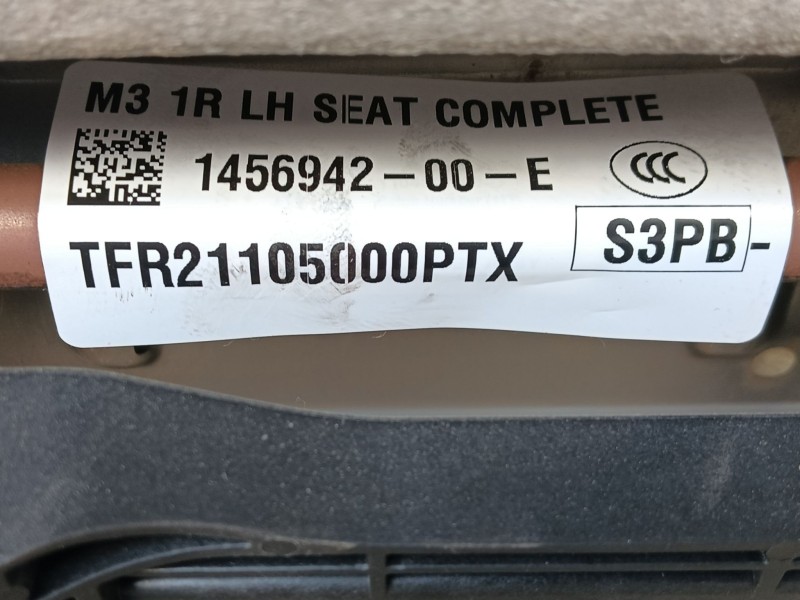 M3 1R LH SEAT COMPLETE
1456942-00-E
CCC
TFR21105000PTX
S3PB-